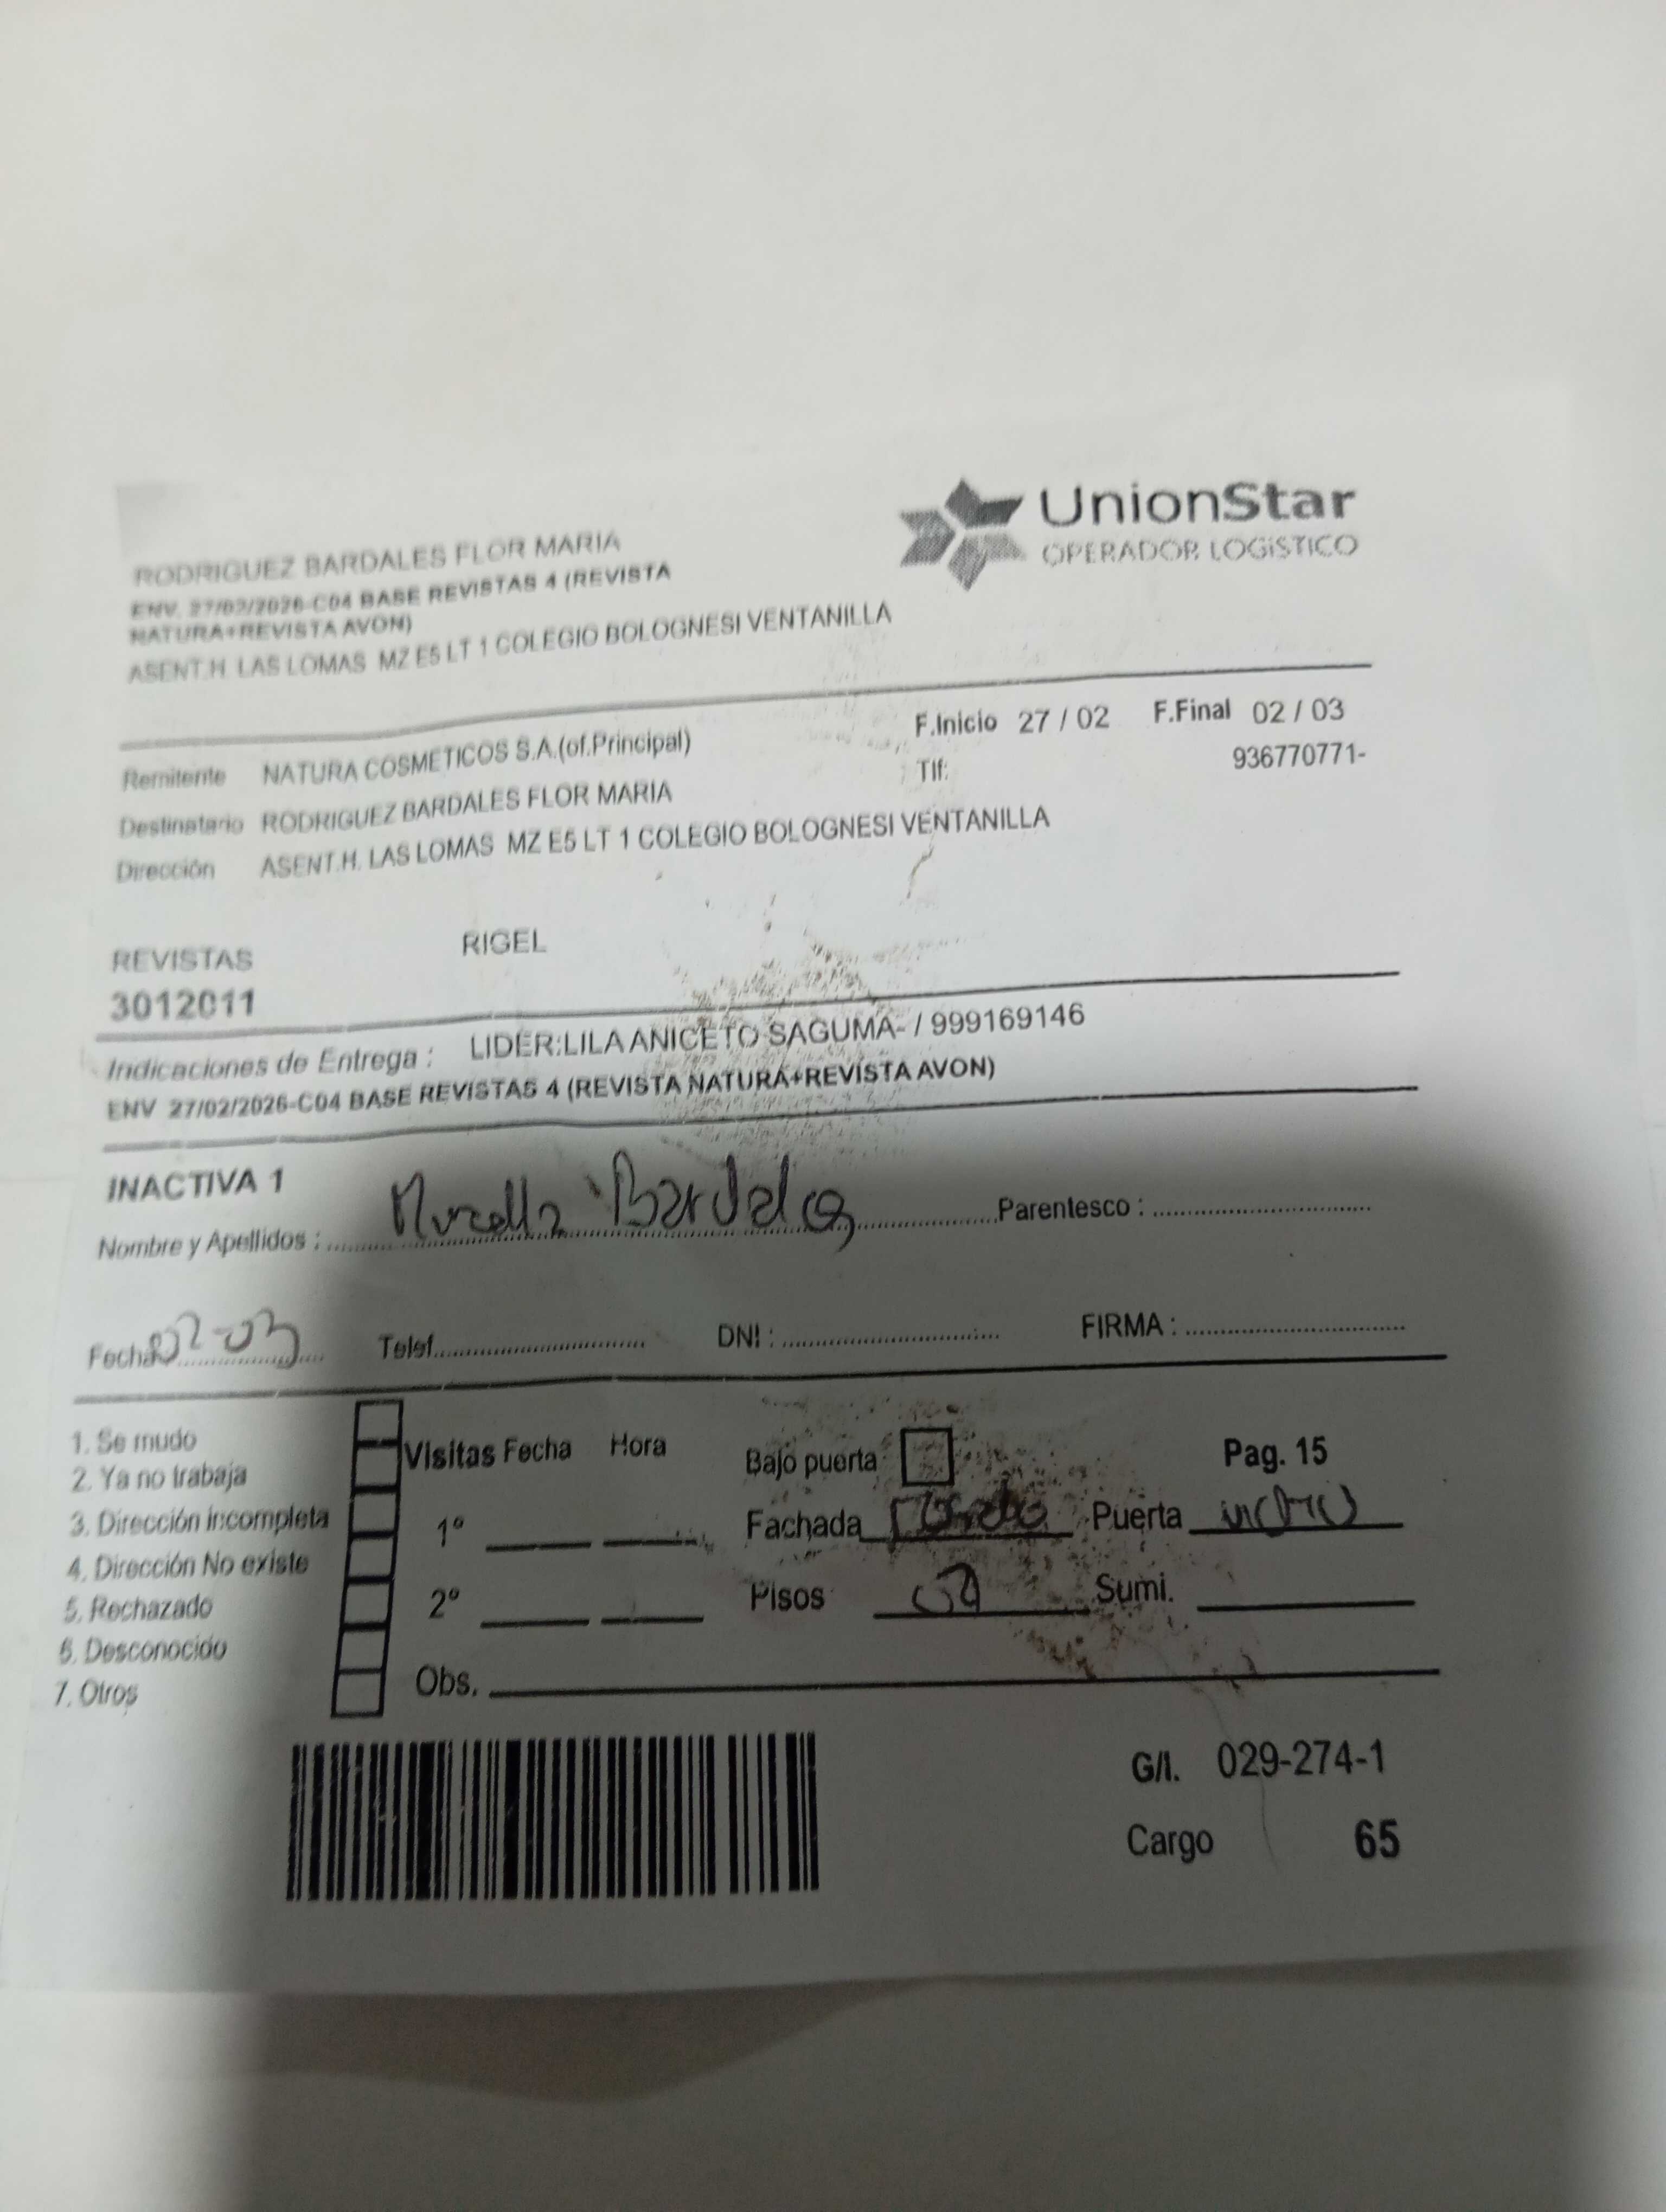 UnionStar
OPERADOR LOGÍSTICO
RODRIGUEZ BARDALES FLOR MARIA
ENV. 27/02/2026-C04 BASE REVISTAS 4 (REVISTA
NATURA+REVISTA AVON)
ASENT.H. LAS LOMAS MZ E5 LT 1 COLEGIO BOLOGNESI VENTANILLA
F.Inicio 27 / 02 F.Final 02 / 03
Remitente NATURA COSMETICOS S.A.(of.Principal)
Tlf: 936770771-
Destinatario RODRIGUEZ BARDALES FLOR MARIA
Dirección ASENT.H. LAS LOMAS MZ E5 LT 1 COLEGIO BOLOGNESI VENTANILLA
REVISTAS RIGEL
3012011
Indicaciones de Entrega : LIDER:LILA ANICETO SAGUMA- / 999169146
ENV 27/02/2026-C04 BASE REVISTAS 4 (REVISTA NATURA+REVISTA AVON)
INACTIVA 1
Nombre y Apellidos : Bardales Parentesco :
Fecha 02-03 Telef. DNI : FIRMA :
1. Se mudo
2. Ya no trabaja
3. Dirección incompleta
4. Dirección No existe
5. Rechazado
6. Desconocido
7. Otros
Visitas Fecha Hora Bajo puerta Pag. 15
1° Fachada Puerta
2° Pisos 02 Sumi.
Obs.
G/I. 029-274-1
Cargo 65